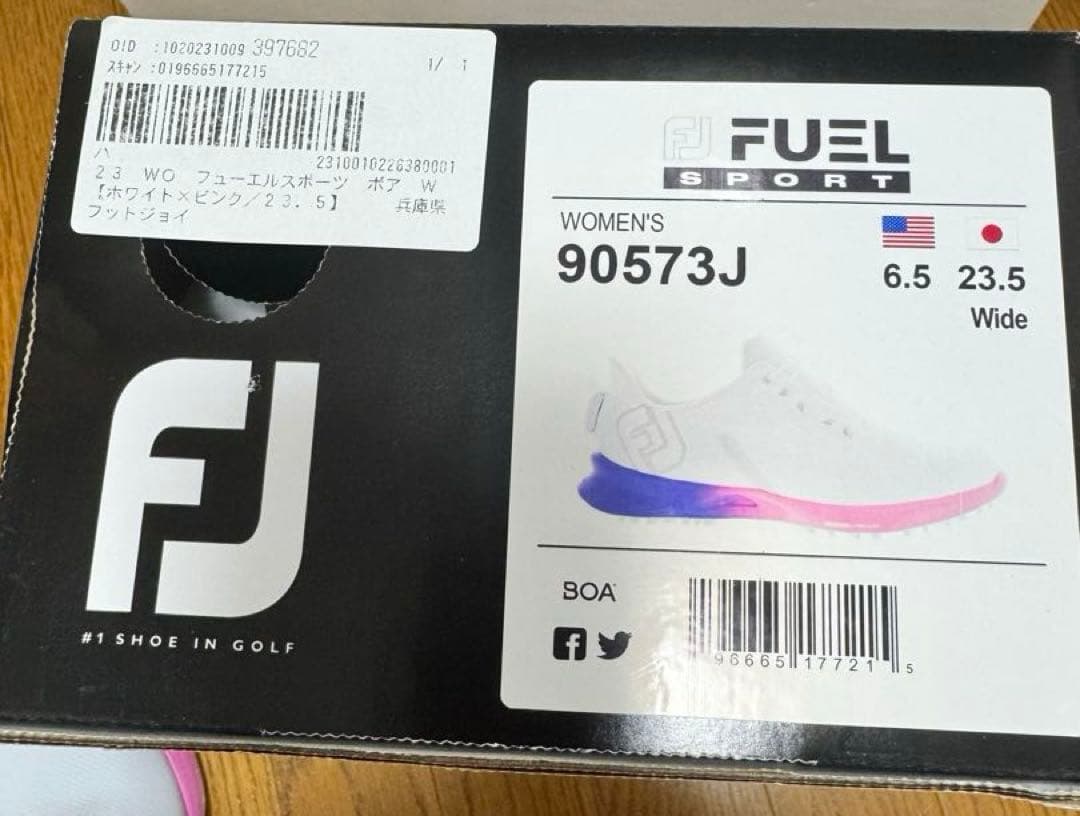 OID :1020231009 397682
1/ 1
スキャン :0196665177215
ハ
2310010226380001
23 WO フューエルスポーツ ボア W
【ホワイト×ピンク/23.5】 兵庫県
フットジョイ
FJ
#1 SHOE IN GOLF
FJ FUEL
SPORT
WOMEN'S
90573J
6.5 23.5
Wide
FJ
BOA
96665 17721 5